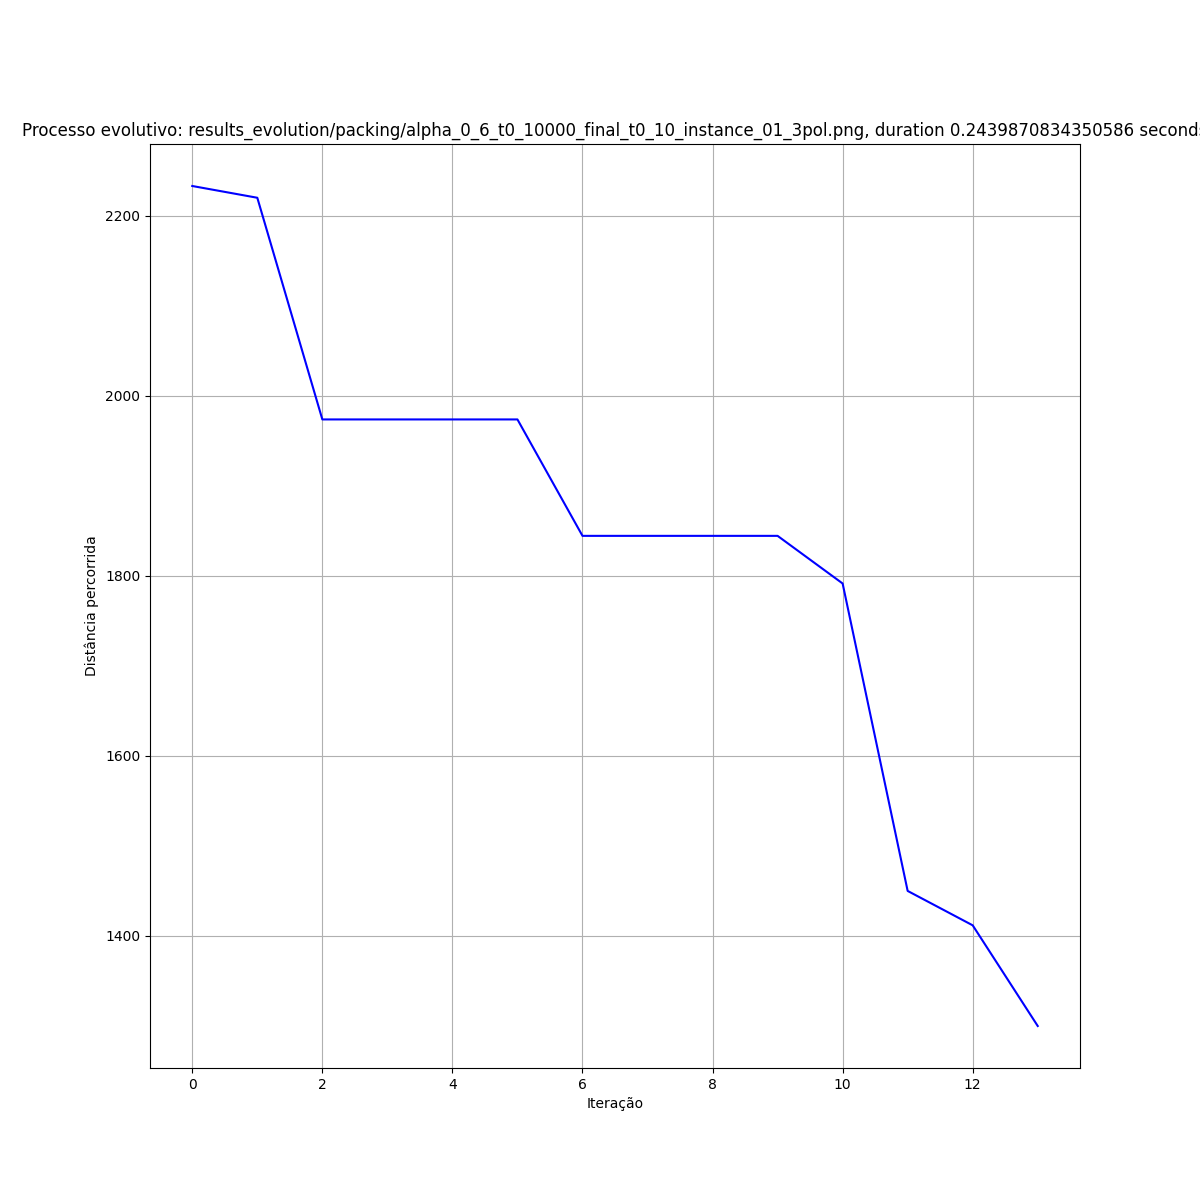 Processo evolutivo: results_evolution/packing/alpha_0_6_t0_10000_final_t0_10_instance_01_3pol.png, duration 0.2439870834350586 seconds
2200
2000
1800
1600
1400
Distância percorrida
0 2 4 6 8 10 12
Iteração